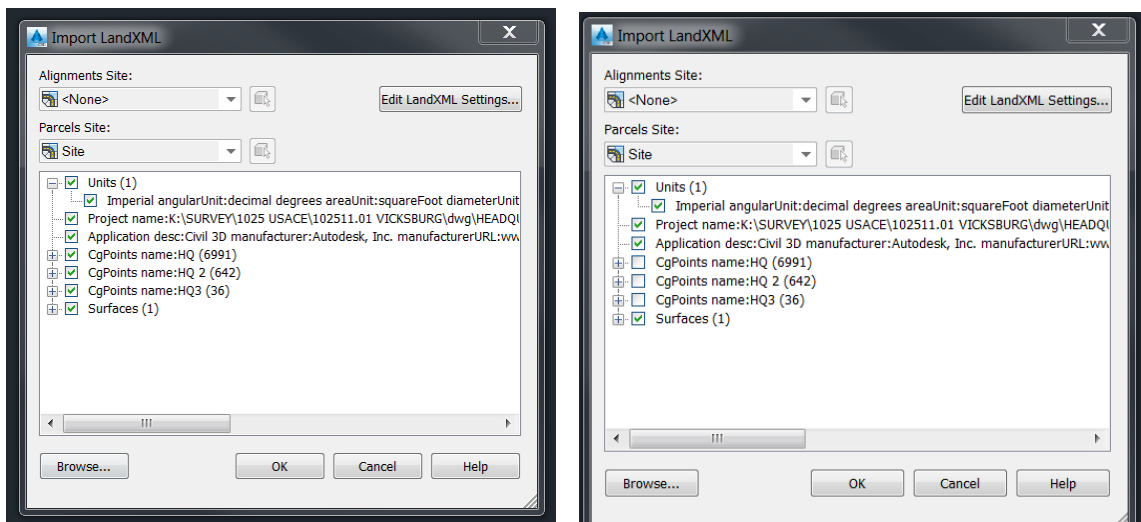 Import LandXML
X
Alignments Site:
<None>
Edit LandXML Settings...
Parcels Site:
Site
Units (1)
Imperial angularUnit:decimal degrees areaUnit:squareFoot diameterUnit
Project name:K:\SURVEY\1025 USACE\102511.01 VICKSBURG\dwg\HEADQU
Application desc:Civil 3D manufacturer:Autodesk, Inc. manufacturerURL:ww
CgPoints name:HQ (6991)
CgPoints name:HQ 2 (642)
CgPoints name:HQ3 (36)
Surfaces (1)
Browse...
OK
Cancel
Help
Import LandXML
X
Alignments Site:
<None>
Edit LandXML Settings...
Parcels Site:
Site
Units (1)
Imperial angularUnit:decimal degrees areaUnit:squareFoot diameterUnit
Project name:K:\SURVEY\1025 USACE\102511.01 VICKSBURG\dwg\HEADQU
Application desc:Civil 3D manufacturer:Autodesk, Inc. manufacturerURL:ww
CgPoints name:HQ (6991)
CgPoints name:HQ 2 (642)
CgPoints name:HQ3 (36)
Surfaces (1)
Browse...
OK
Cancel
Help